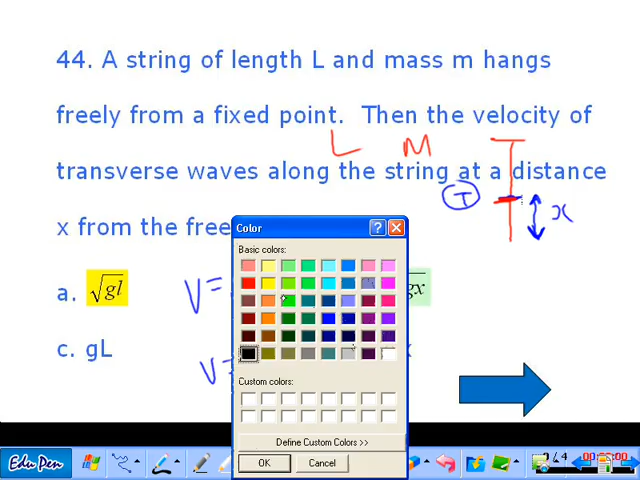 44. A string of length L and mass m hangs
freely from a fixed point. Then the velocity of
L M
transverse waves along the string at a distance
T
x
x from the free
Color
Basic colors:
a. √gl
V=
gx
c. gL
V=
x
Custom colors:
Define Custom Colors >>
OK Cancel
Edu Pen
/ 4